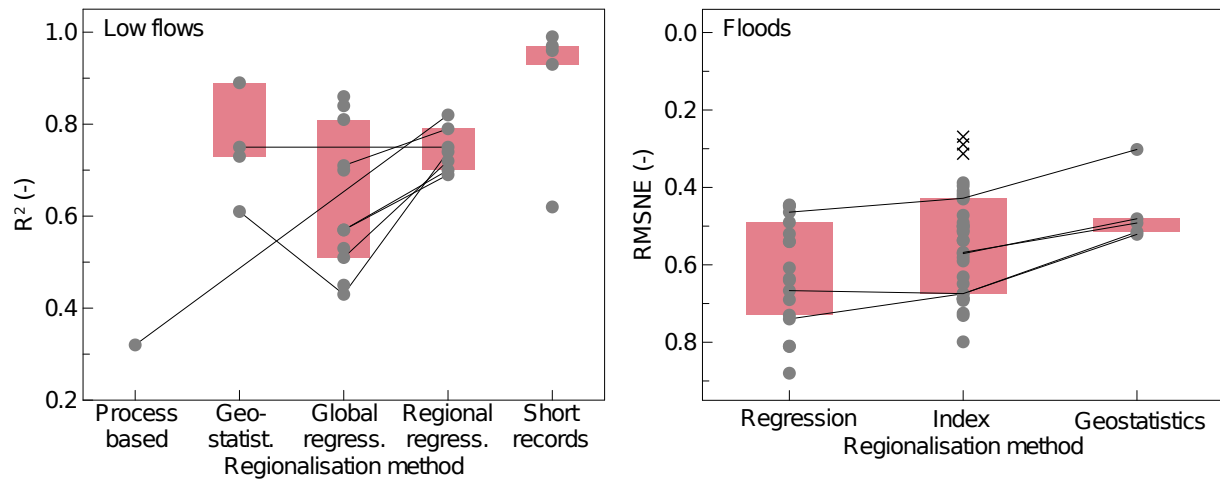 Low flows
R² (-)
1.0
0.8
0.6
0.4
0.2
Process based
Geo-statist.
Global regress.
Regional regress.
Short records
Regionalisation method
Floods
RMSNE (-)
0.0
0.2
0.4
0.6
0.8
Regression
Index
Geostatistics
Regionalisation method